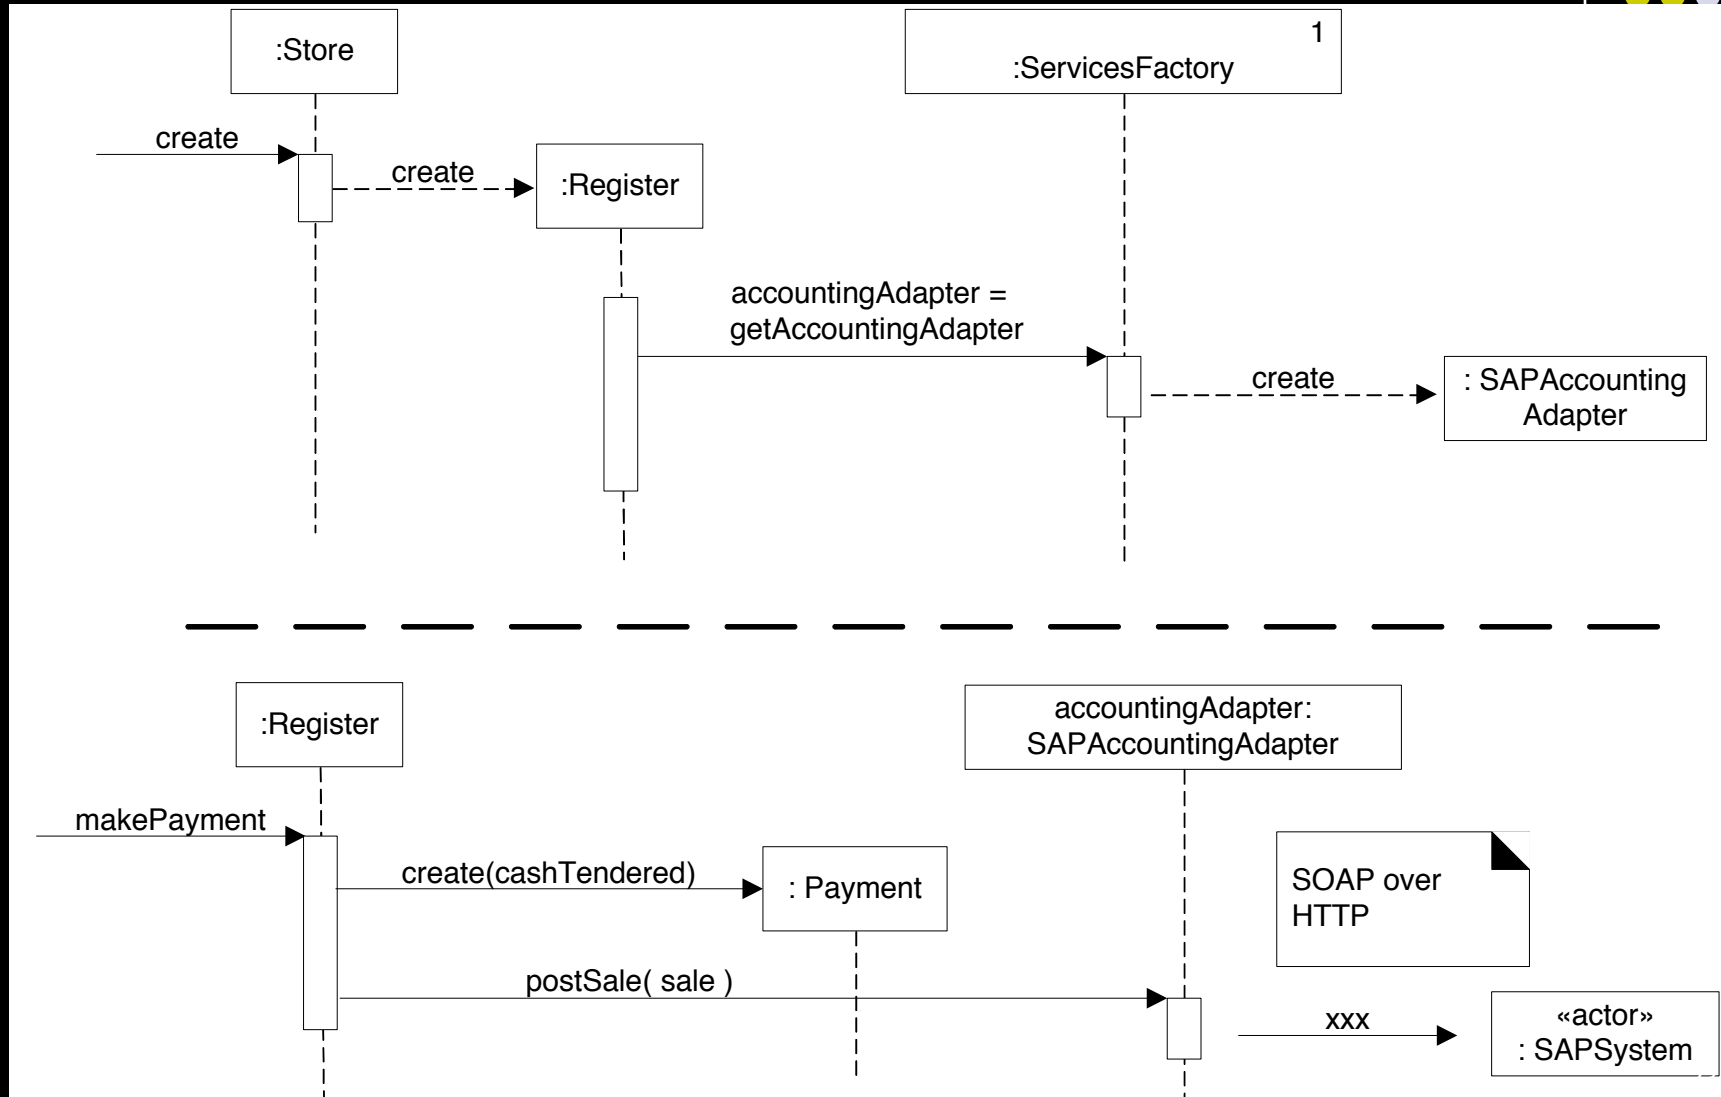 :Store
1
:ServicesFactory
create
create
:Register
accountingAdapter =
getAccountingAdapter
create
: SAPAccounting
Adapter
:Register
accountingAdapter:
SAPAccountingAdapter
makePayment
create(cashTendered)
: Payment
SOAP over
HTTP
postSale( sale )
xxx
«actor»
: SAPSystem